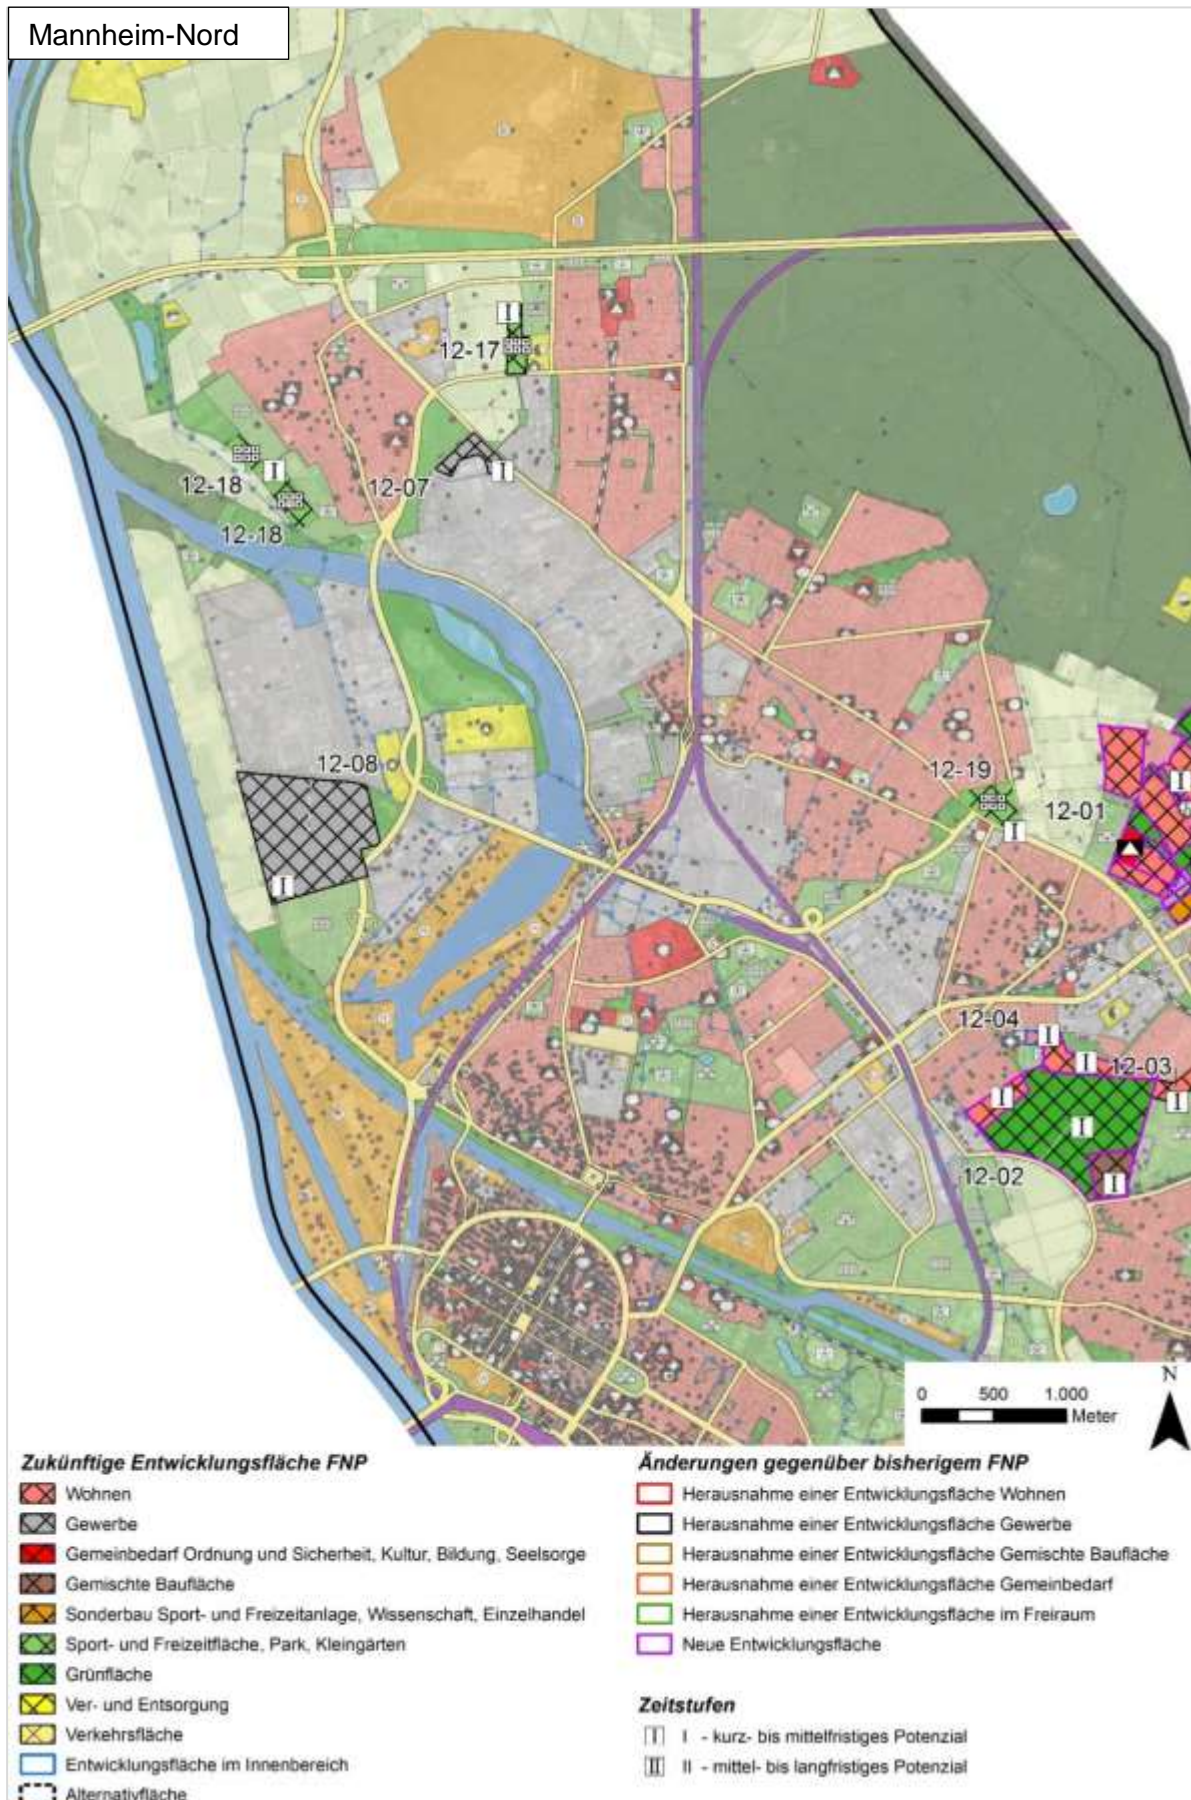 Mannheim-Nord
I
12-17
12-18
I
12-07
I
12-18
12-08
I
12-19
I
12-01
I
12-04
I
I
12-03
I
I
I
12-02
I
N
0 500 1.000
Meter
Zukünftige Entwicklungsfläche FNP
Wohnen
Gewerbe
Gemeinbedarf Ordnung und Sicherheit, Kultur, Bildung, Seelsorge
Gemischte Baufläche
Sonderbau Sport- und Freizeitanlage, Wissenschaft, Einzelhandel
Sport- und Freizeitfläche, Park, Kleingärten
Grünfläche
Ver- und Entsorgung
Verkehrsfläche
Entwicklungsfläche im Innenbereich
Alternativfläche
Änderungen gegenüber bisherigem FNP
Herausnahme einer Entwicklungsfläche Wohnen
Herausnahme einer Entwicklungsfläche Gewerbe
Herausnahme einer Entwicklungsfläche Gemischte Baufläche
Herausnahme einer Entwicklungsfläche Gemeinbedarf
Herausnahme einer Entwicklungsfläche im Freiraum
Neue Entwicklungsfläche
Zeitstufen
I I - kurz- bis mittelfristiges Potenzial
II II - mittel- bis langfristiges Potenzial